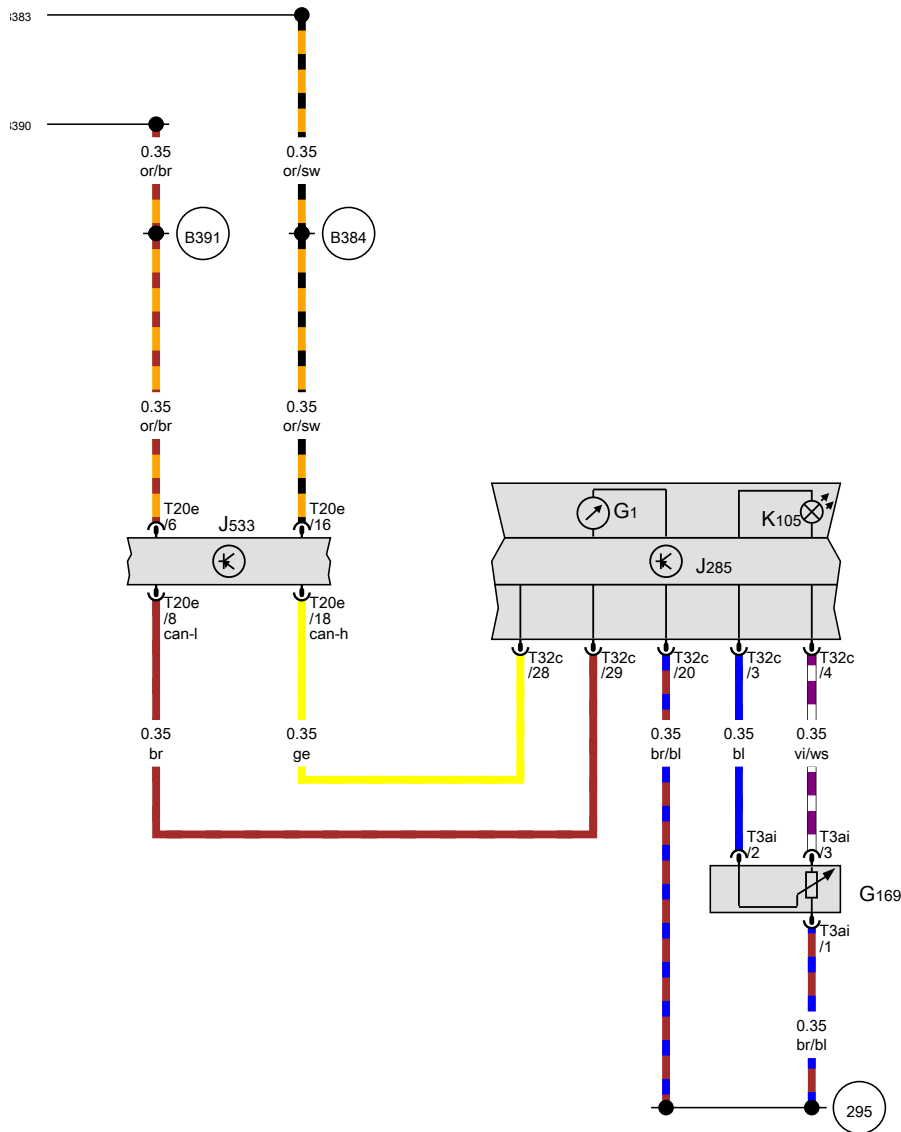 383
390
0.35
or/br
0.35
or/sw
B391
B384
0.35
or/br
0.35
or/sw
T20e
/6
J533
T20e
/16
G1
K105
J285
T20e
/8
can-l
T20e
/18
can-h
T32c
/28
T32c
/29
T32c
/20
T32c
/3
T32c
/4
0.35
br
0.35
ge
0.35
br/bl
0.35
bl
0.35
vi/ws
T3ai
/2
T3ai
/3
G169
T3ai
/1
0.35
br/bl
295